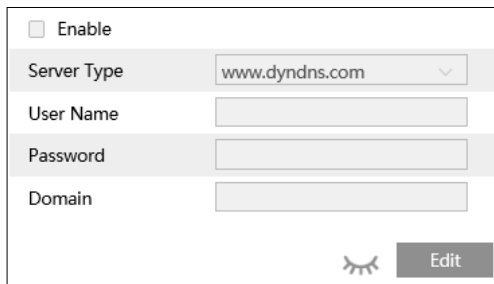 Enable
Server Type www.dyndns.com
User Name
Password
Domain
Edit